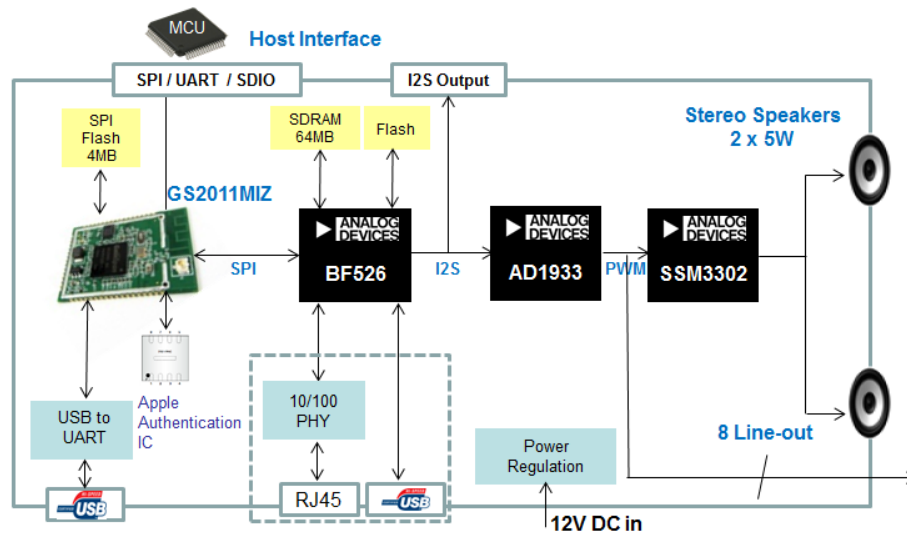 MCU
Host Interface
SPI / UART / SDIO
I2S Output
SPI
Flash
4MB
SDRAM
64MB
Flash
Stereo Speakers
2 x 5W
GS2011MIZ
ANALOG
DEVICES
BF526
ANALOG
DEVICES
AD1933
ANALOG
DEVICES
SSM3302
SPI
I2S
PWM
Apple
Authentication
IC
USB to
UART
10/100
PHY
Power
Regulation
8 Line-out
USB
RJ45
USB
12V DC in